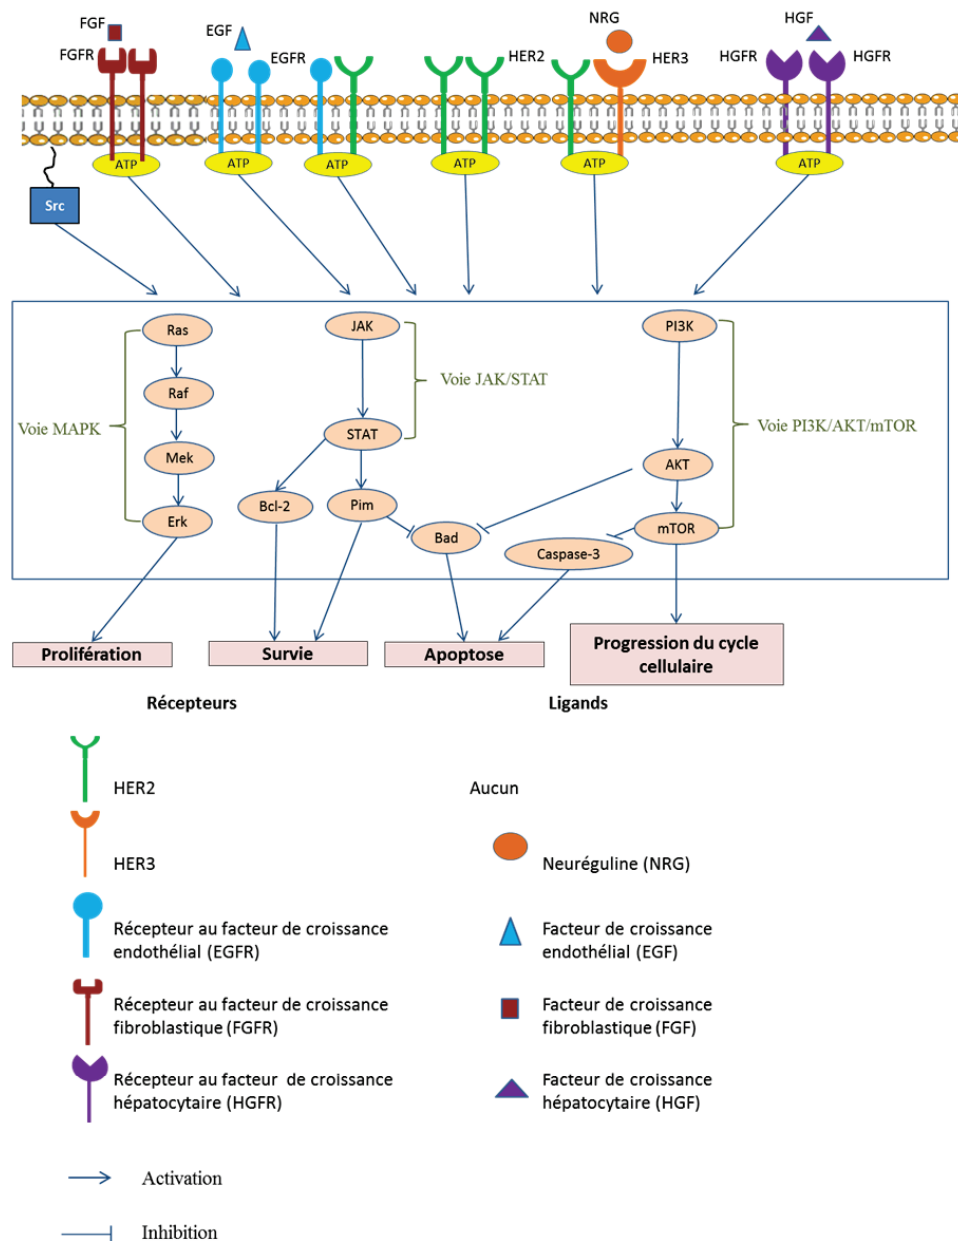 FGF
FGFR
EGF
EGFR
HER2
NRG
HER3
HGF
HGFR
HGFR
ATP
ATP
ATP
ATP
ATP
ATP
Src
Ras
JAK
PI3K
Raf
Voie JAK/STAT
Voie MAPK
STAT
Voie PI3K/AKT/mTOR
Mek
AKT
Bcl-2
Pim
Erk
Bad
mTOR
Caspase-3
Prolifération
Survie
Apoptose
Progression du cycle
cellulaire
Récepteurs
Ligands
HER2
Aucun
HER3
Neuréguline (NRG)
Récepteur au facteur de croissance
endothélial (EGFR)
Facteur de croissance
endothélial (EGF)
Récepteur au facteur de croissance
fibroblastique (FGFR)
Facteur de croissance
fibroblastique (FGF)
Récepteur au facteur de croissance
hépatocytaire (HGFR)
Facteur de croissance
hépatocytaire (HGF)
Activation
Inhibition